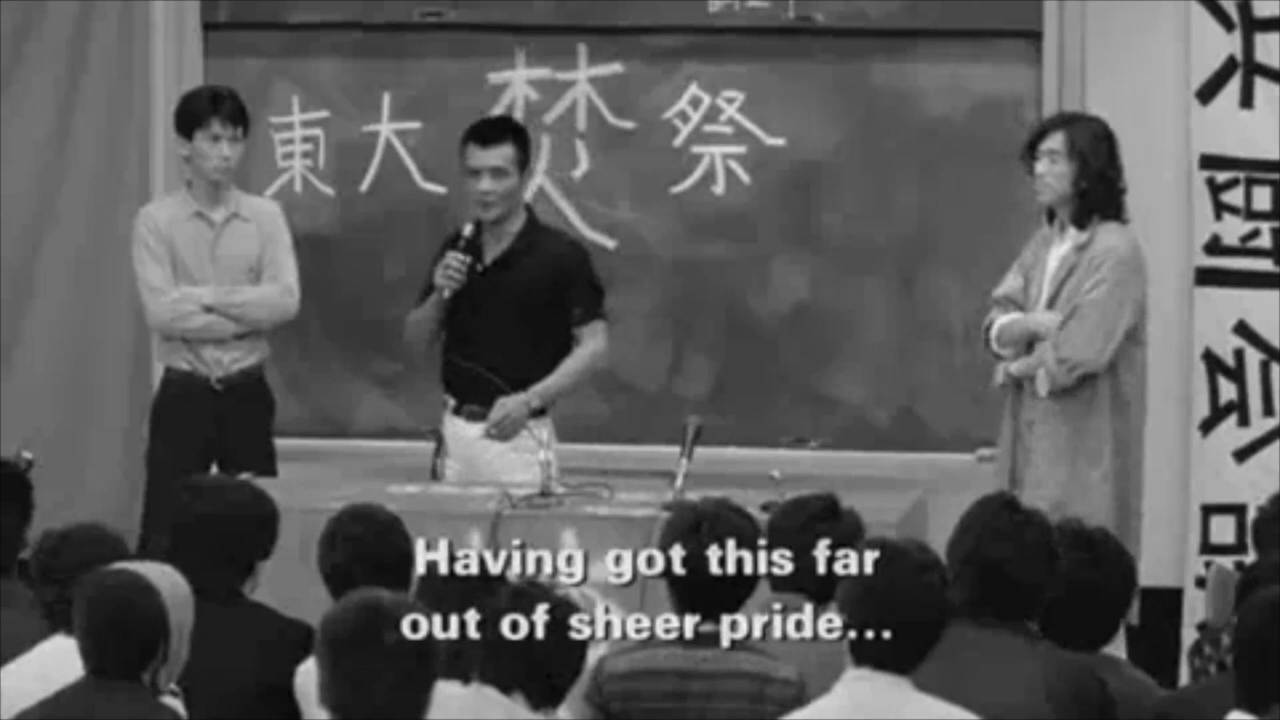 東大焚祭
Having got this far
out of sheer pride...